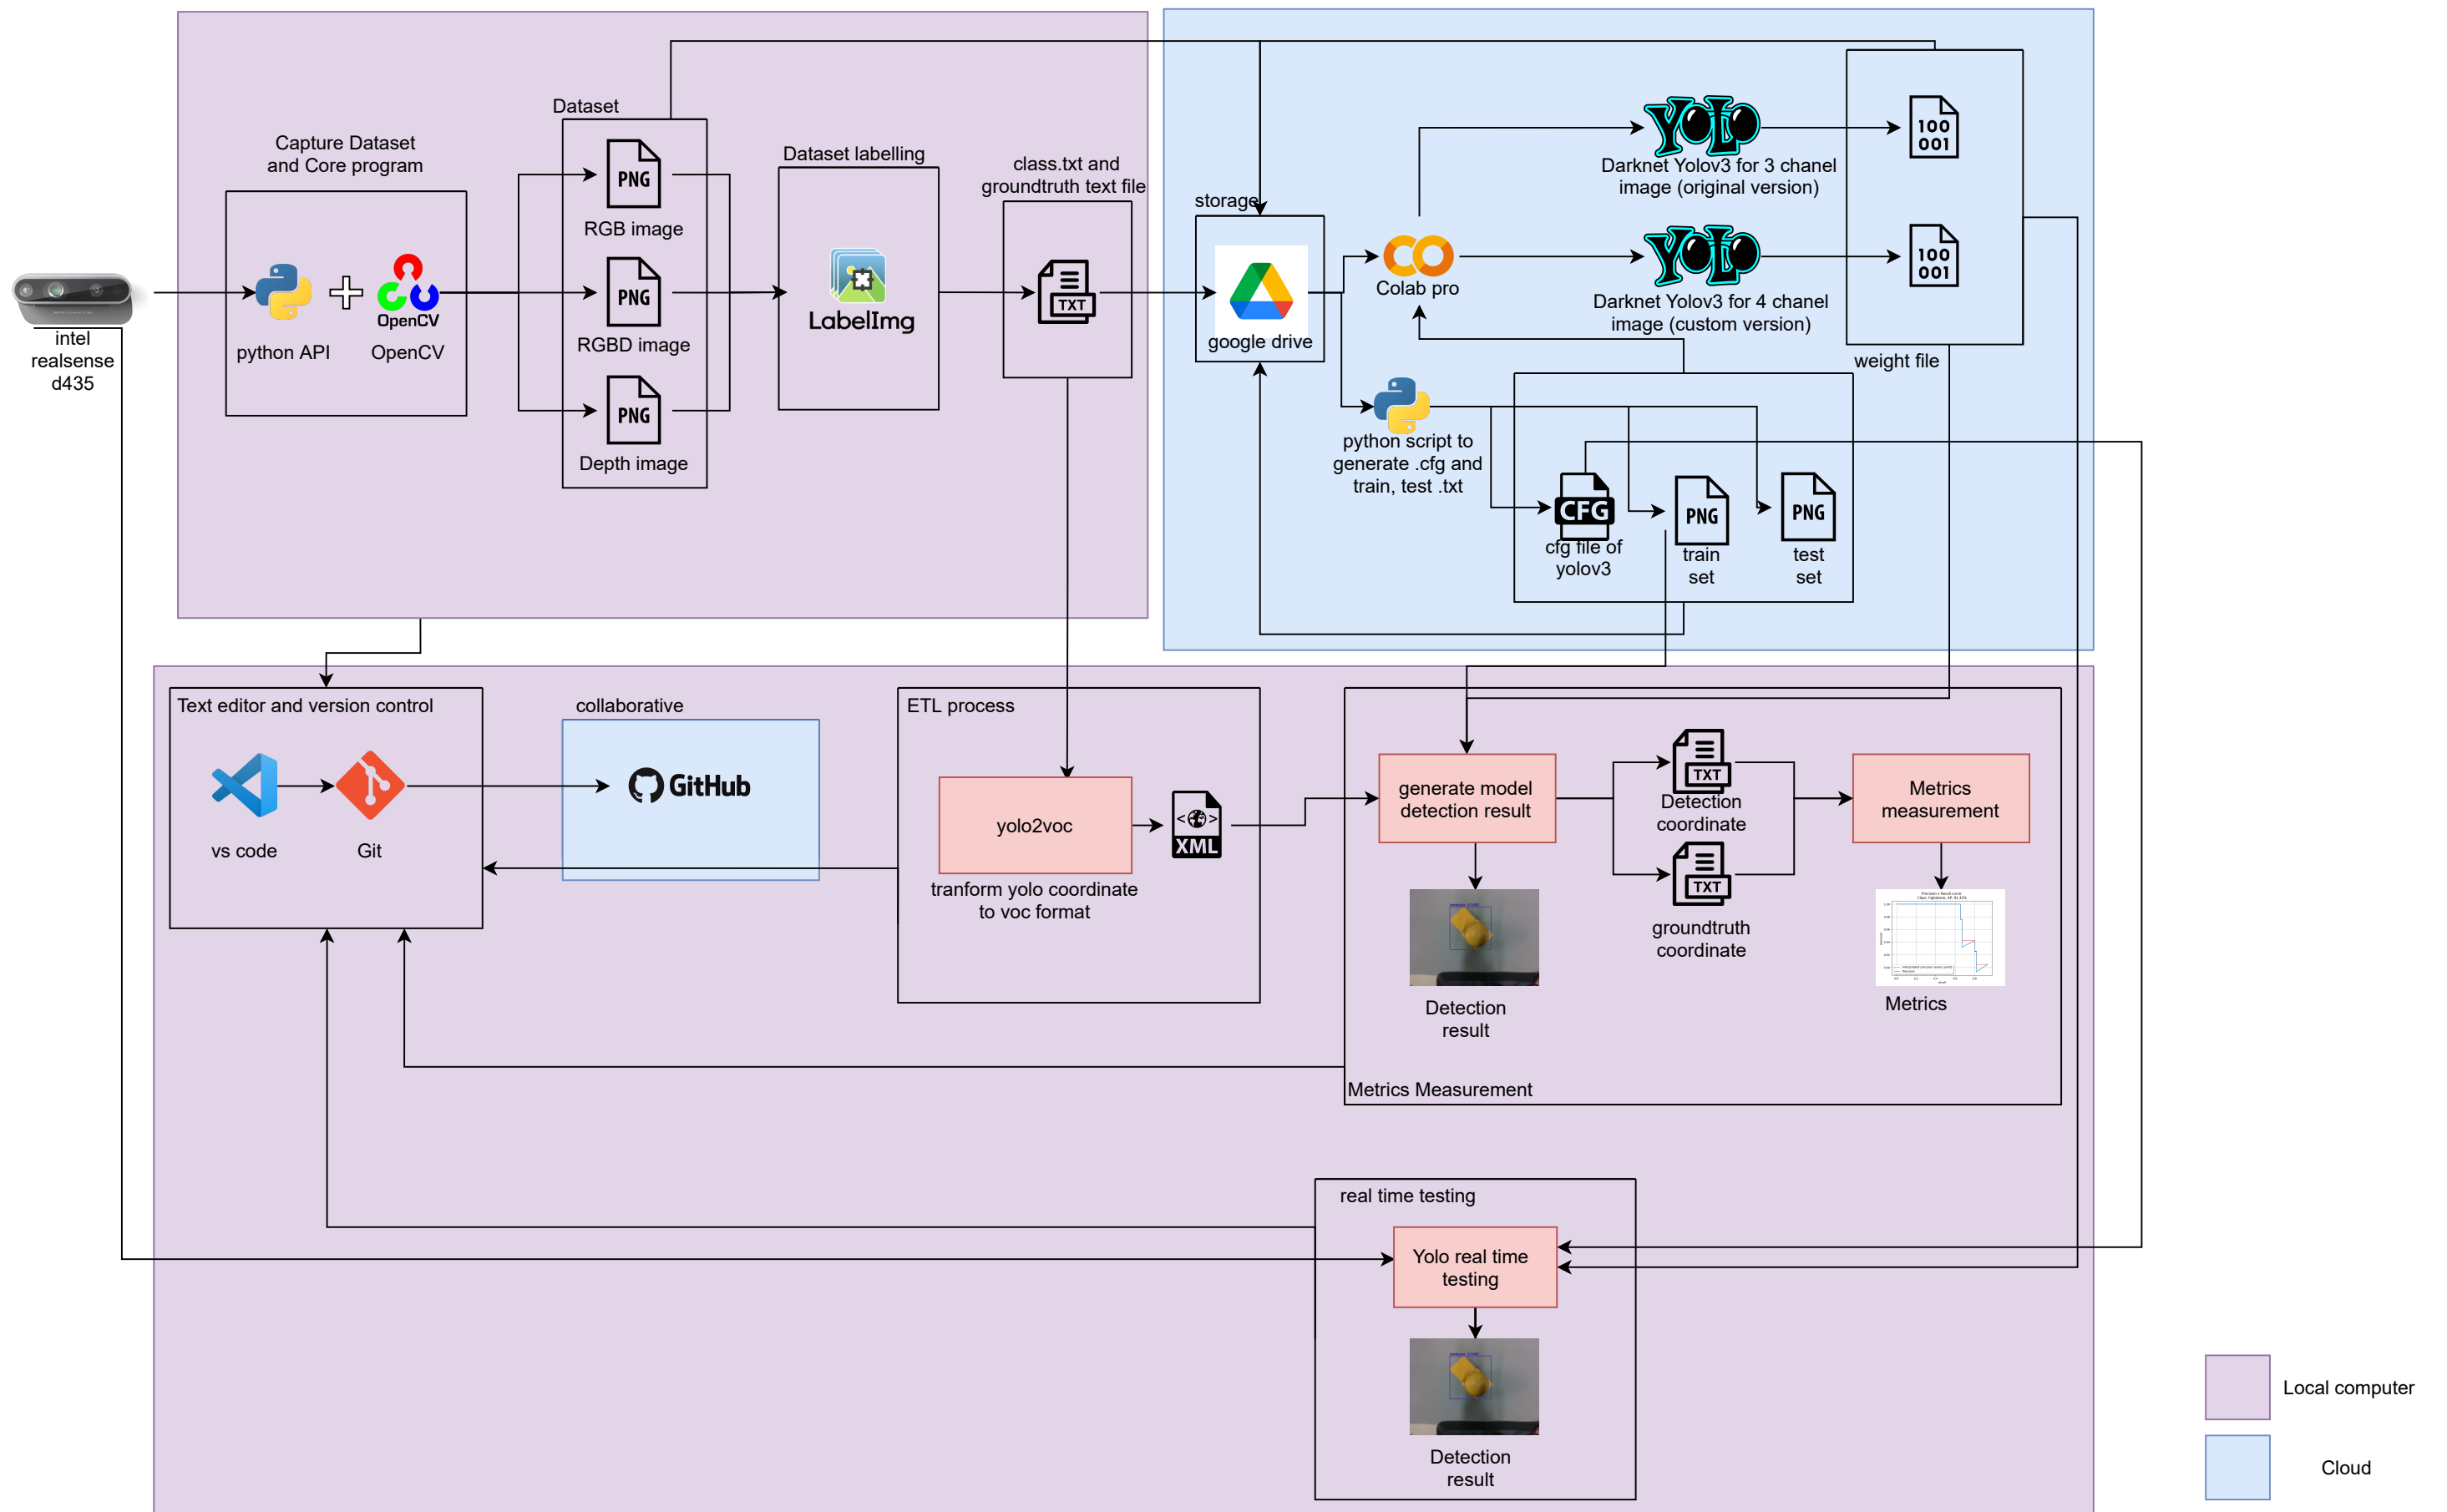 Capture Dataset
and Core program
python API
OpenCV
OpenCV
intel
realsense
d435
Dataset
PNG
RGB image
PNG
RGBD image
PNG
Depth image
Dataset labelling
LabelImg
class.txt and
groundtruth text file
TXT
storage
google drive
Colab pro
YOLO
Darknet Yolov3 for 3 chanel
image (original version)
YOLO
Darknet Yolov3 for 4 chanel
image (custom version)
100
001
100
001
weight file
python script to
generate .cfg and
train, test .txt
CFG
cfg file of
yolov3
PNG
train
set
PNG
test
set
Text editor and version control
vs code
Git
collaborative
GitHub
ETL process
yolo2voc
tranform yolo coordinate
to voc format
XML
generate model
detection result
Detection
result
TXT
Detection
coordinate
TXT
groundtruth
coordinate
Metrics
measurement
Metrics
Metrics Measurement
real time testing
Yolo real time
testing
Detection
result
Local computer
Cloud